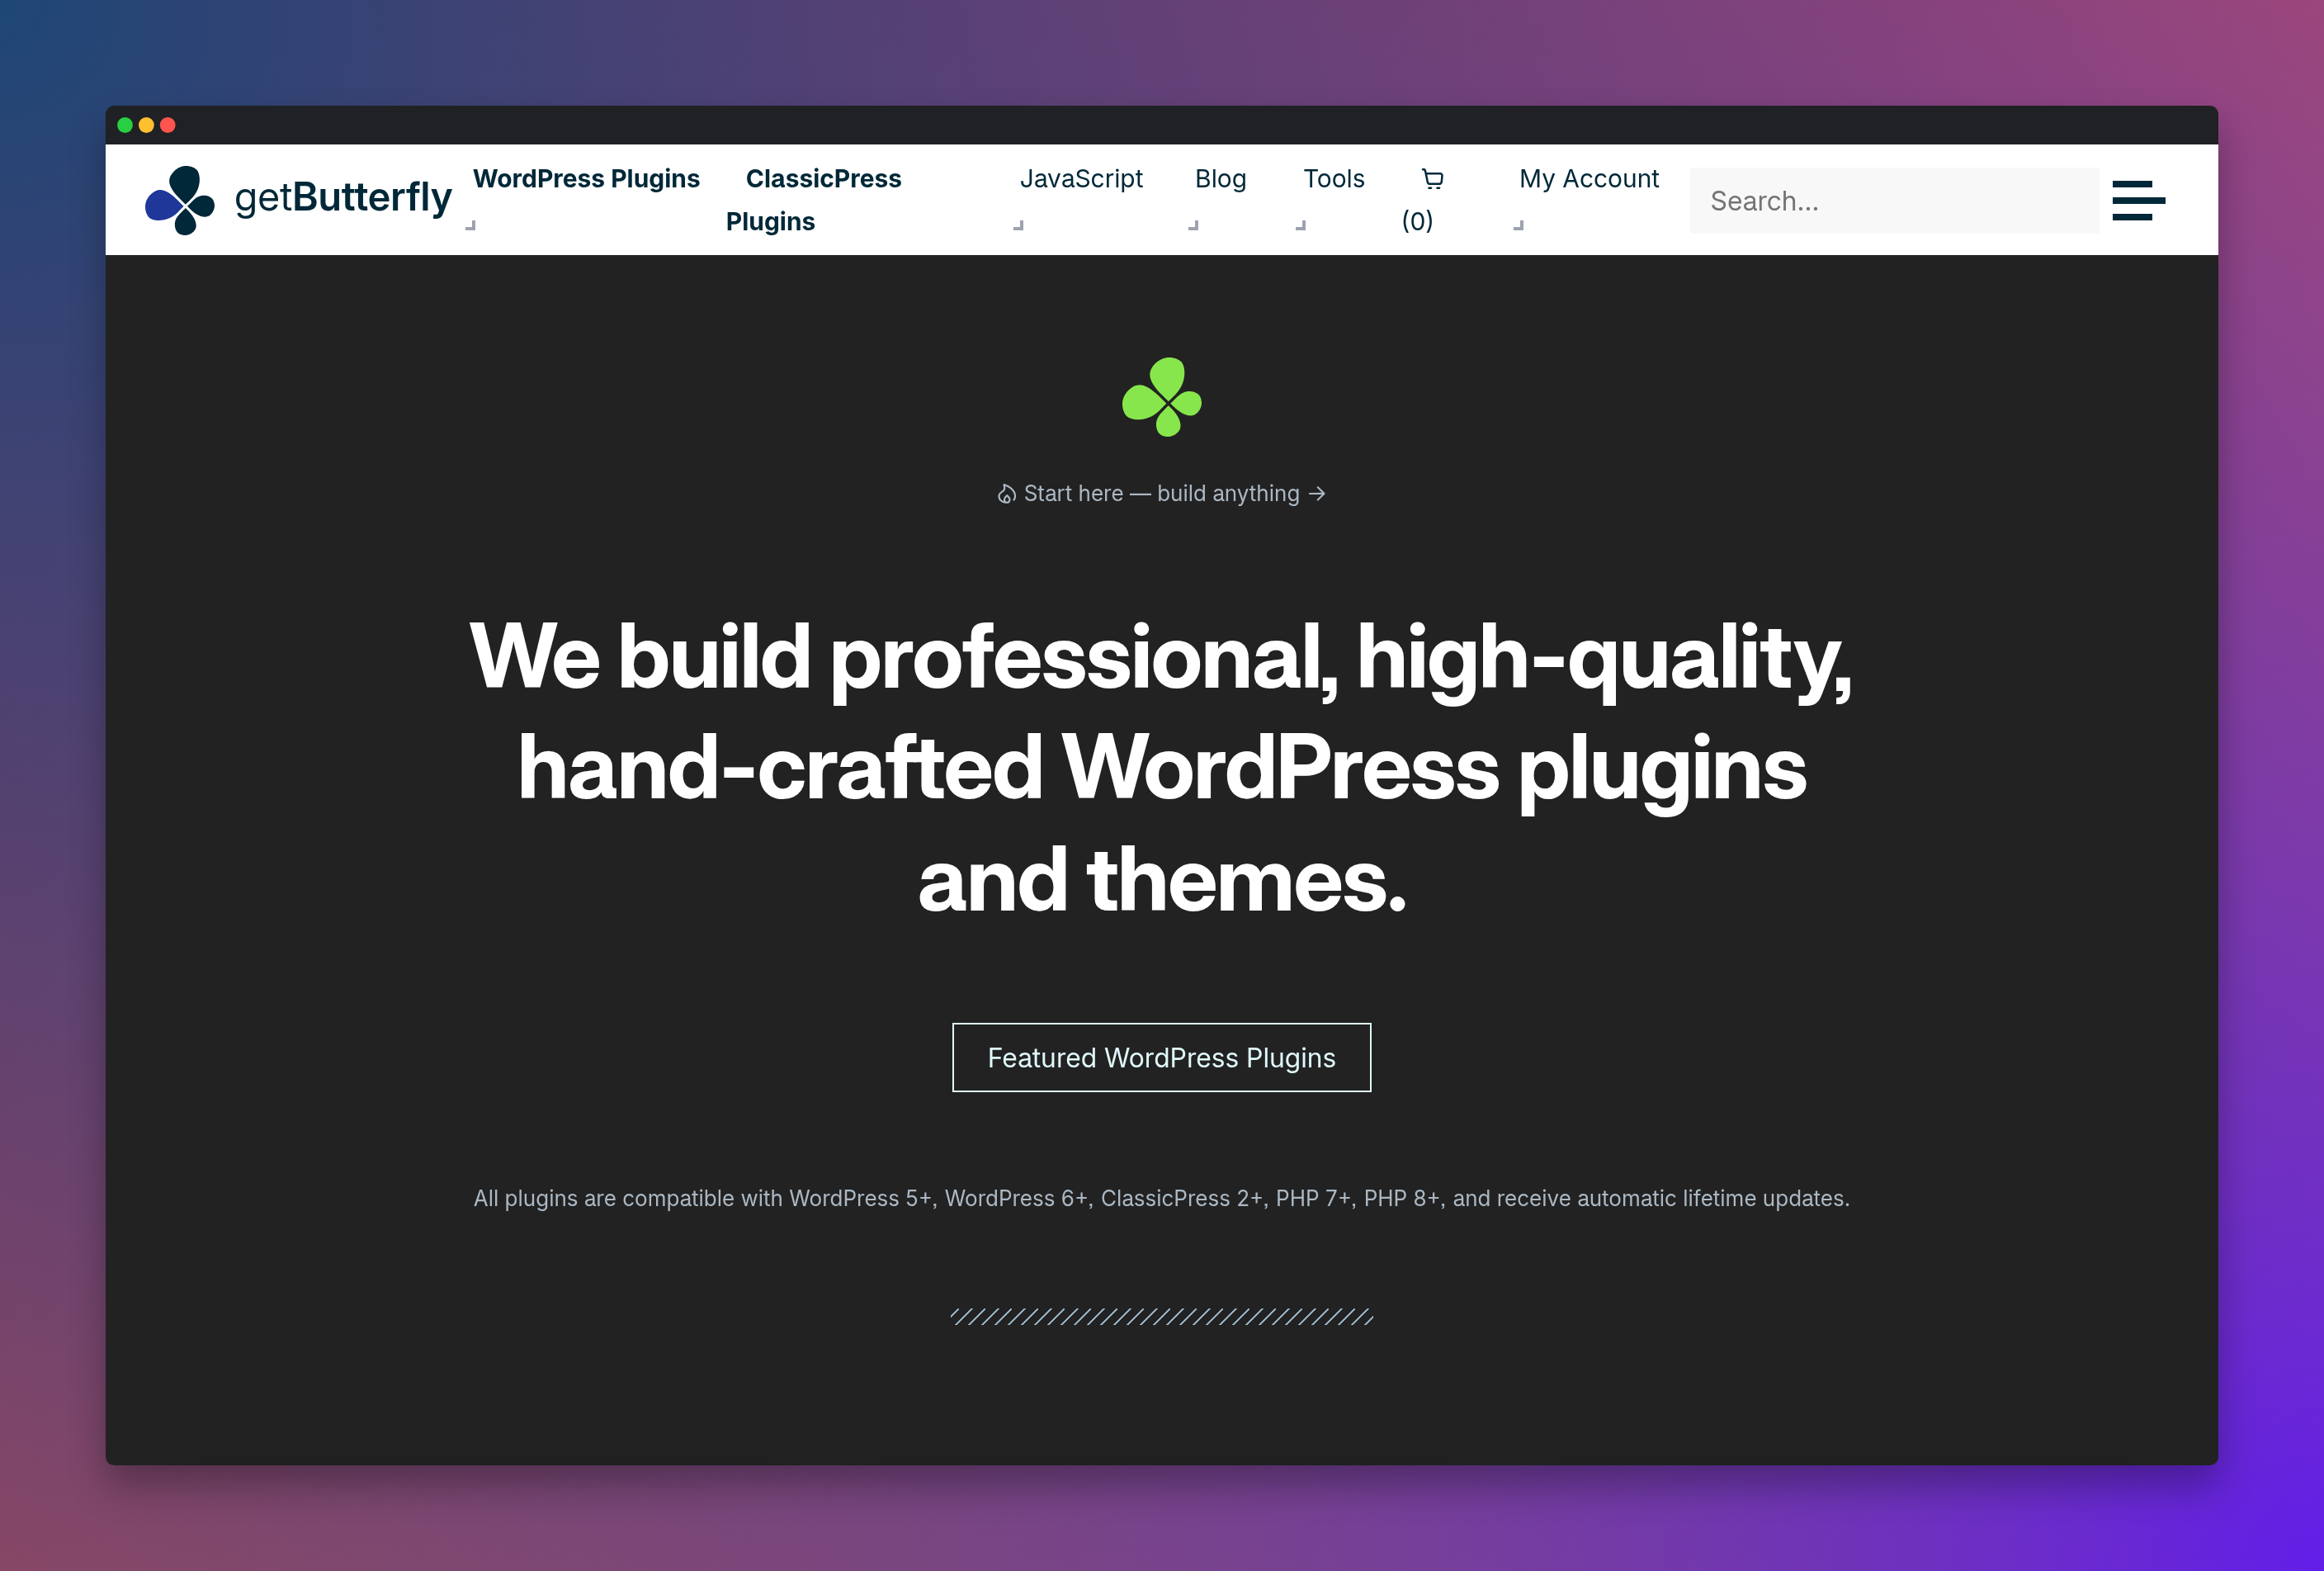 getButterfly
WordPress Plugins
ClassicPress
Plugins
JavaScript
Blog
Tools
(0)
My Account
Search...
Start here — build anything →
We build professional, high-quality,
hand-crafted WordPress plugins
and themes.
Featured WordPress Plugins
All plugins are compatible with WordPress 5+, WordPress 6+, ClassicPress 2+, PHP 7+, PHP 8+, and receive automatic lifetime updates.